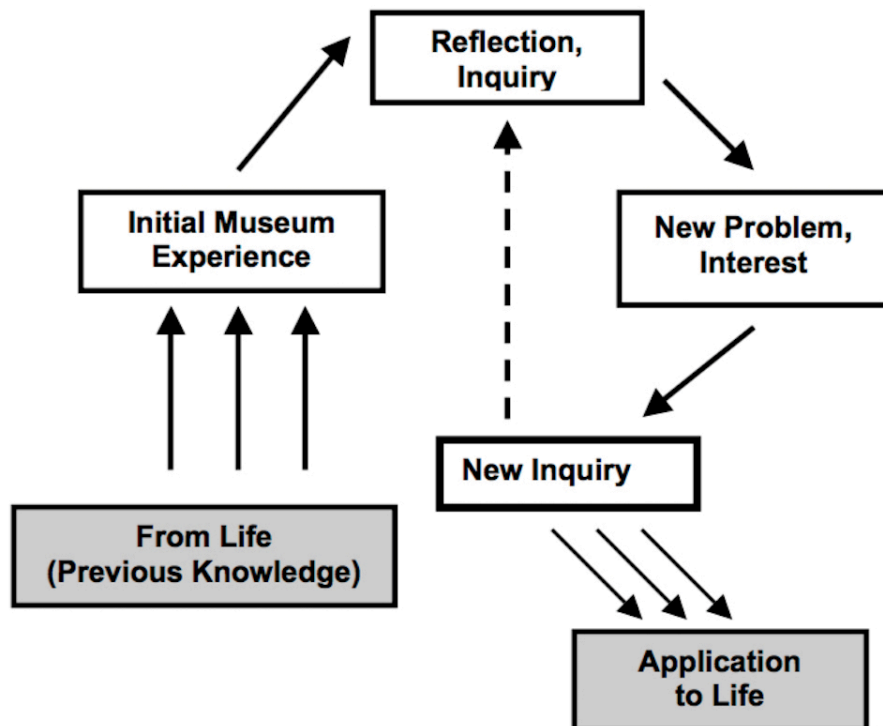 Reflection,
Inquiry
Initial Museum
Experience
New Problem,
Interest
New Inquiry
From Life
(Previous Knowledge)
Application
to Life